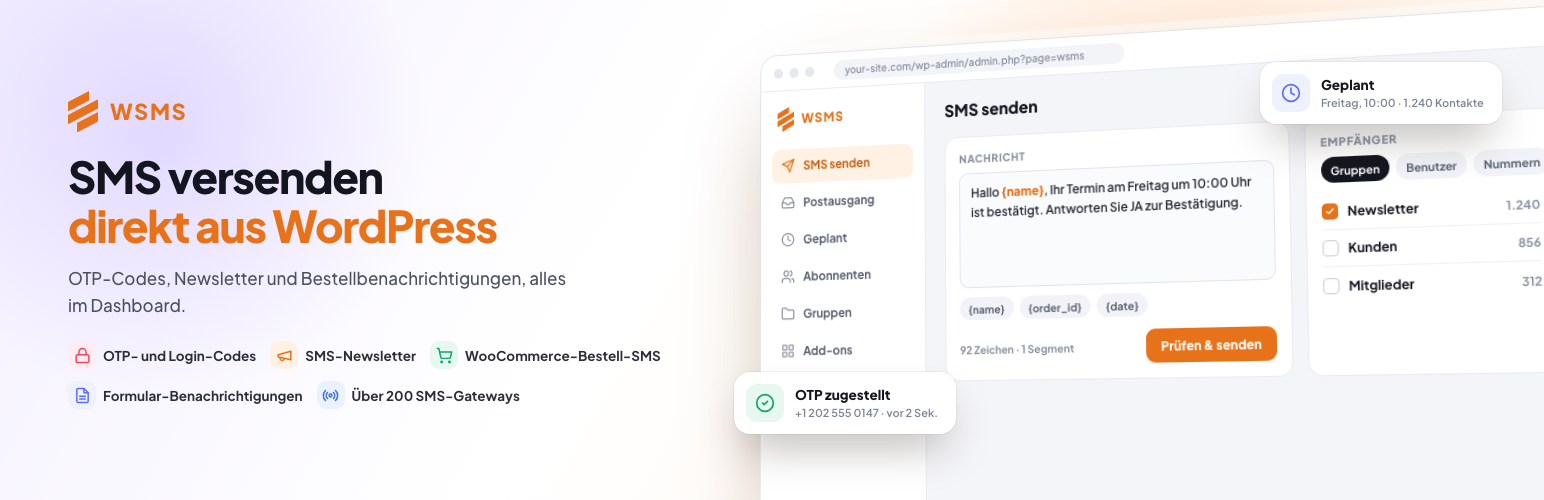 WSMS
SMS versenden
direkt aus WordPress
OTP-Codes, Newsletter und Bestellbenachrichtigungen, alles
im Dashboard.
OTP- und Login-Codes
SMS-Newsletter
WooCommerce-Bestell-SMS
Formular-Benachrichtigungen
Über 200 SMS-Gateways
your-site.com/wp-admin/admin.php?page=wsms
WSMS
SMS senden
Postausgang
Geplant
Abonnenten
Gruppen
Add-ons
SMS senden
NACHRICHT
Hallo {name}, Ihr Termin am Freitag um 10:00 Uhr
ist bestätigt. Antworten Sie JA zur Bestätigung.
{name}
{order_id}
{date}
92 Zeichen · 1 Segment
Prüfen & senden
Geplant
Freitag, 10:00 · 1.240 Kontakte
EMPFÄNGER
Gruppen
Benutzer
Nummern
Newsletter 1.240
Kunden 856
Mitglieder 312
OTP zugestellt
+1 202 555 0147 · vor 2 Sek.